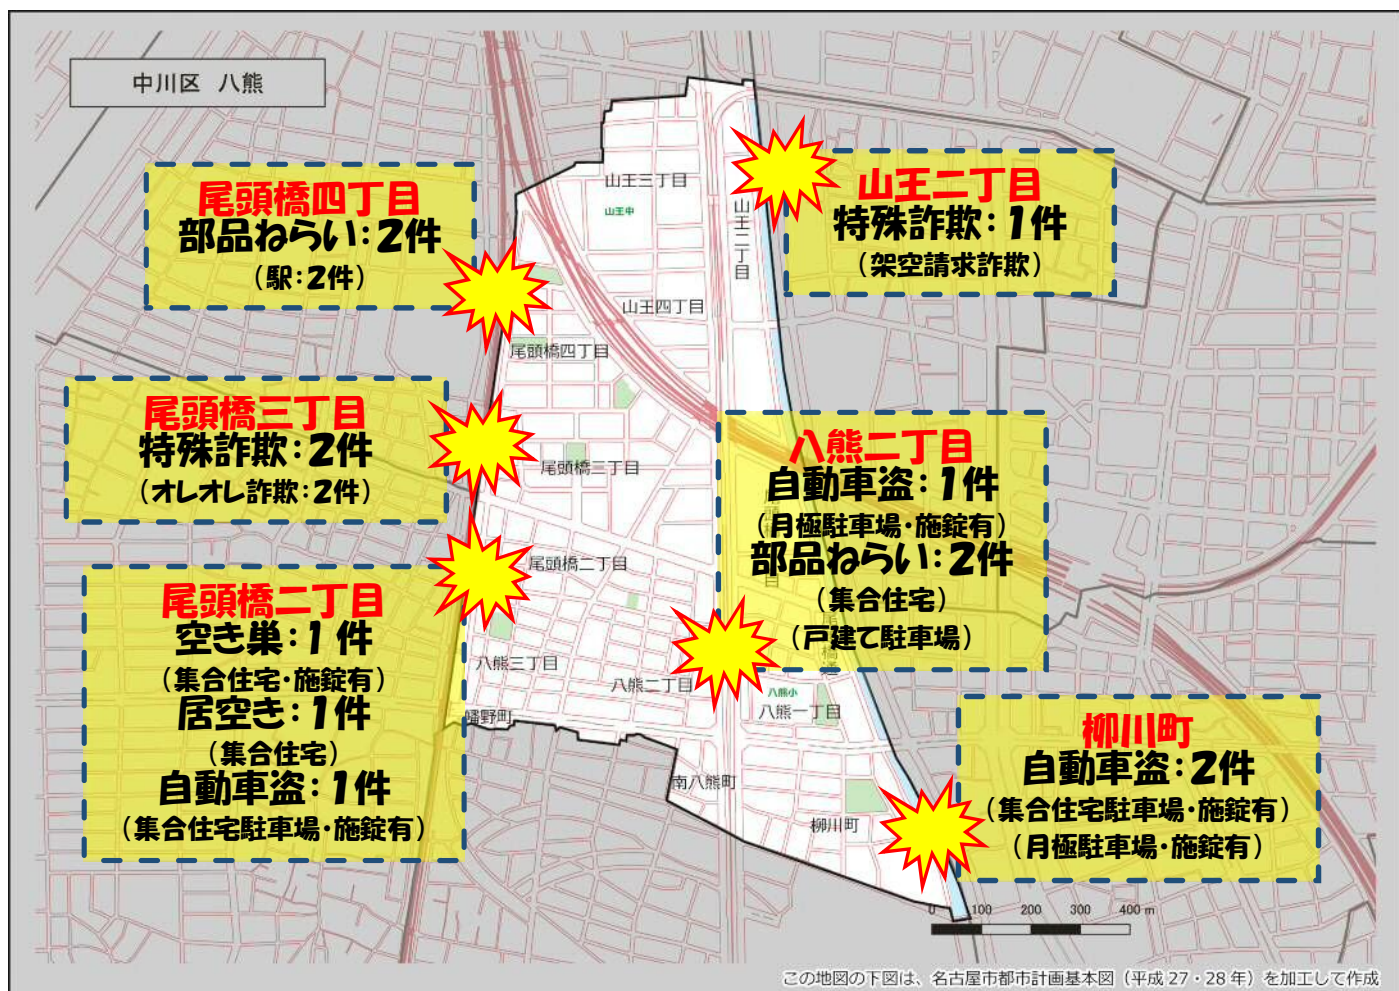 中川区 八熊
尾頭橋四丁目
部品ねらい:2件
(駅:2件)
山王二丁目
特殊詐欺:1件
(架空請求詐欺)
尾頭橋三丁目
特殊詐欺:2件
(オレオレ詐欺:2件)
八熊二丁目
自動車盗:1件
(月極駐車場・施錠有)
部品ねらい:2件
(集合住宅)
(戸建て駐車場)
尾頭橋二丁目
空き巣:1件
(集合住宅・施錠有)
居空き:1件
(集合住宅)
自動車盗:1件
(集合住宅駐車場・施錠有)
柳川町
自動車盗:2件
(集合住宅駐車場・施錠有)
(月極駐車場・施錠有)
山王三丁目
山王中
山王二丁目
山王四丁目
尾頭橋四丁目
尾頭橋三丁目
尾頭橋二丁目
八熊三丁目
八熊二丁目
八熊小
八熊一丁目
幡野町
南八熊町
柳川町
0 100 200 300 400 m
この地図の下図は、名古屋市都市計画基本図(平成27・28年)を加工して作成